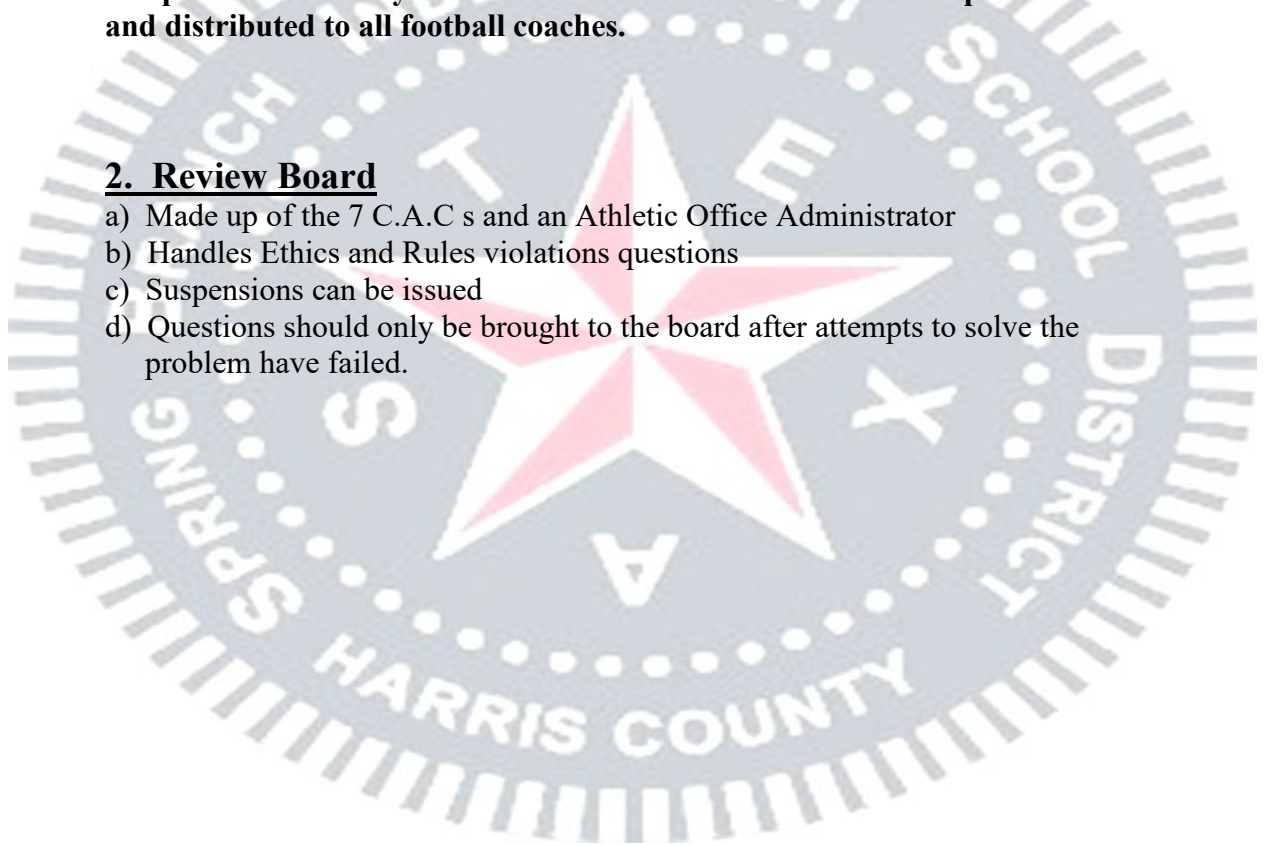 and distributed to all football coaches.
2. Review Board
a) Made up of the 7 C.A.C s and an Athletic Office Administrator
b) Handles Ethics and Rules violations questions
c) Suspensions can be issued
d) Questions should only be brought to the board after attempts to solve the
problem have failed.
SPRING
SCHOOL
DISTRICT
TEXAS
HARRIS COUNTY